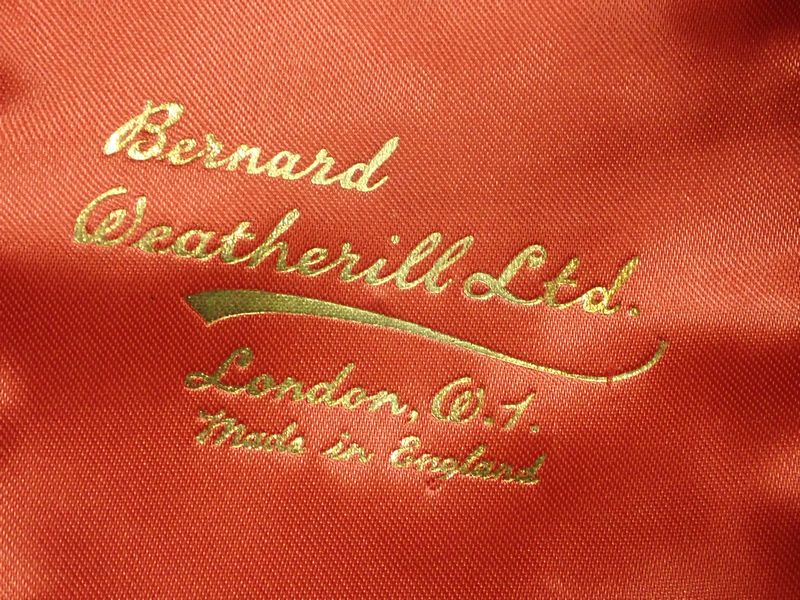 Bernard
Weatherill Ltd.
London, W.1.
Made in England